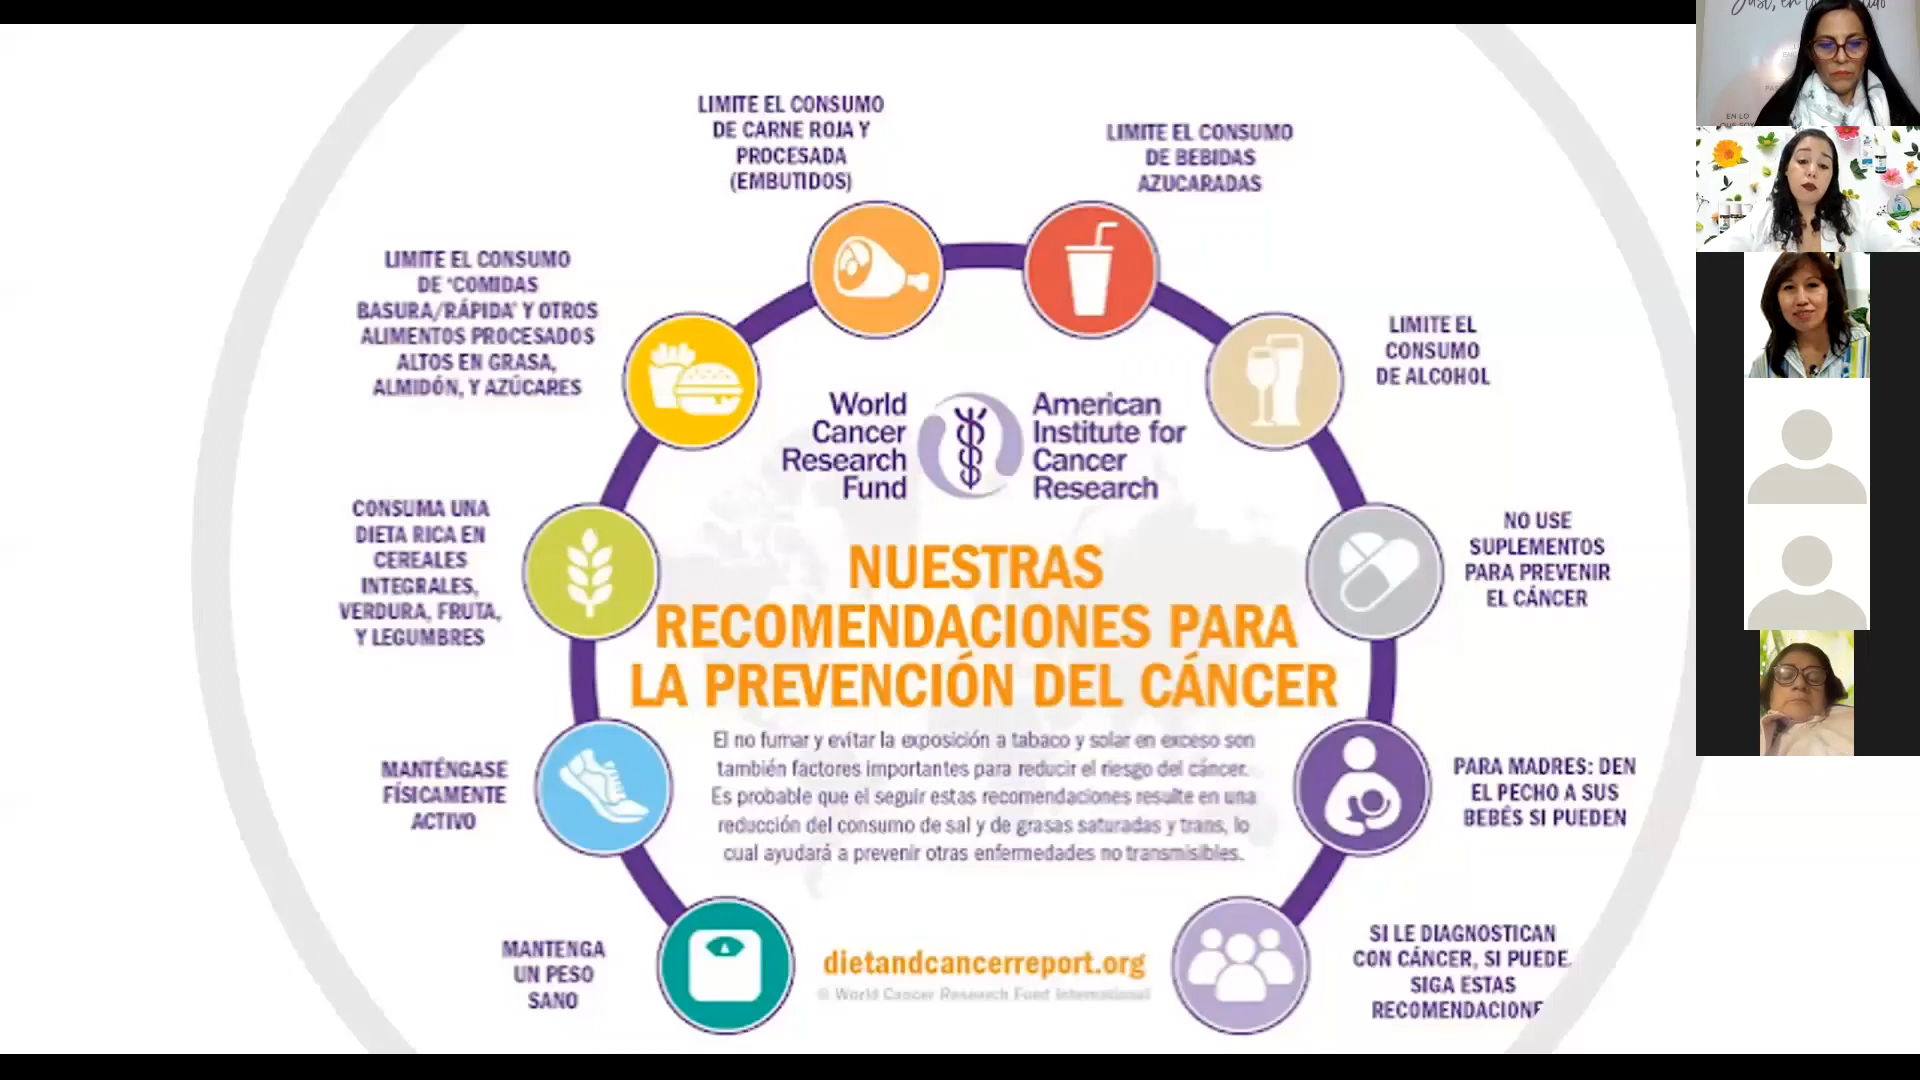 LIMITE EL CONSUMO
DE CARNE ROJA Y
PROCESADA
(EMBUTIDOS)
LIMITE EL CONSUMO
DE BEBIDAS
AZUCARADAS
LIMITE EL CONSUMO
DE "COMIDAS
BASURA/RÁPIDA" Y OTROS
ALIMENTOS PROCESADOS
ALTOS EN GRASA,
ALMIDÓN, Y AZÚCARES
LIMITE EL
CONSUMO
DE ALCOHOL
World
Cancer
Research
Fund
American
Institute for
Cancer
Research
CONSUMA UNA
DIETA RICA EN
CEREALES
INTEGRALES,
VERDURA, FRUTA,
Y LEGUMBRES
NO USE
SUPLEMENTOS
PARA PREVENIR
EL CÁNCER
NUESTRAS
RECOMENDACIONES PARA
LA PREVENCIÓN DEL CÁNCER
El no fumar y evitar la exposición a tabaco y solar en exceso son
también factores importantes para reducir el riesgo del cáncer.
Es probable que el seguir estas recomendaciones resulte en una
reducción del consumo de sal y de grasas saturadas y trans, lo
cual ayudará a prevenir otras enfermedades no transmisibles.
MANTÉNGASE
FÍSICAMENTE
ACTIVO
PARA MADRES: DEN
EL PECHO A SUS
BEBÉS SI PUEDEN
MANTENGA
UN PESO
SANO
dietandcancerreport.org
© World Cancer Research Fund International
SI LE DIAGNOSTICAN
CON CÁNCER, SI PUEDE
SIGA ESTAS
RECOMENDACIONE
EN LO
QUE SOY